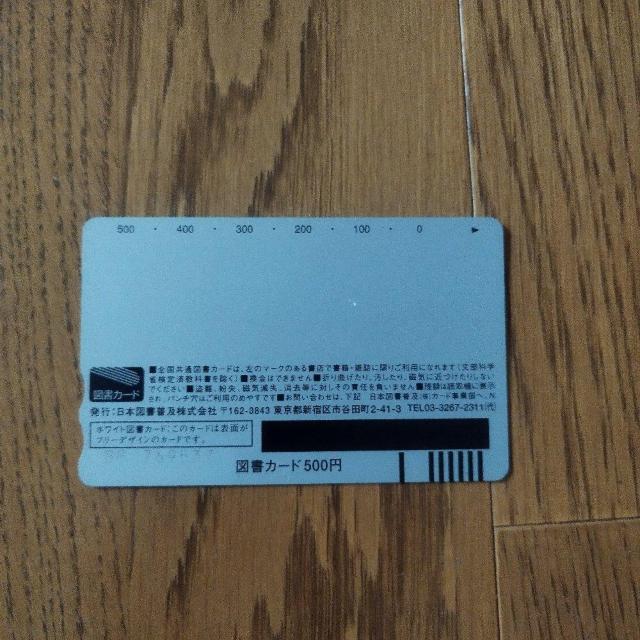 500 ・ 400 ・ 300 ・ 200 ・ 100 ・ 0
■全国共通図書カードは、左のマークのある書店で書籍・雑誌に限りご利用になれます(文部科学
省検定済教科書を除く)■換金はできません■折り曲げたり、汚したり、磁気に近づけたりしない
でください■盗難、紛失、磁気減失、消去等に対しその責任を負いません■残額は読取機に表示
され、パンチ穴はご利用のめやすです■お問い合わせは、下記 日本図書普及(株)カード事業園へ。N
図書カード
発行:日本図書普及株式会社 〒162-0843 東京都新宿区市谷田町2-41-3 TEL03-3267-2311(代)
ホワイト図書カード:このカードは表面が
フリーデザインのカードです。
図書カード500円